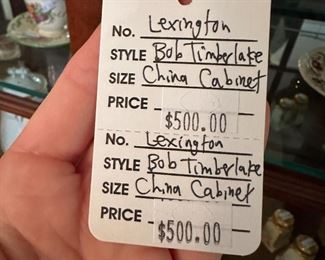 No. Lexington
STYLE Bob Timberlake
SIZE China Cabinet
PRICE $500.00
No. Lexington
STYLE Bob Timberlake
SIZE China Cabinet
PRICE $500.00